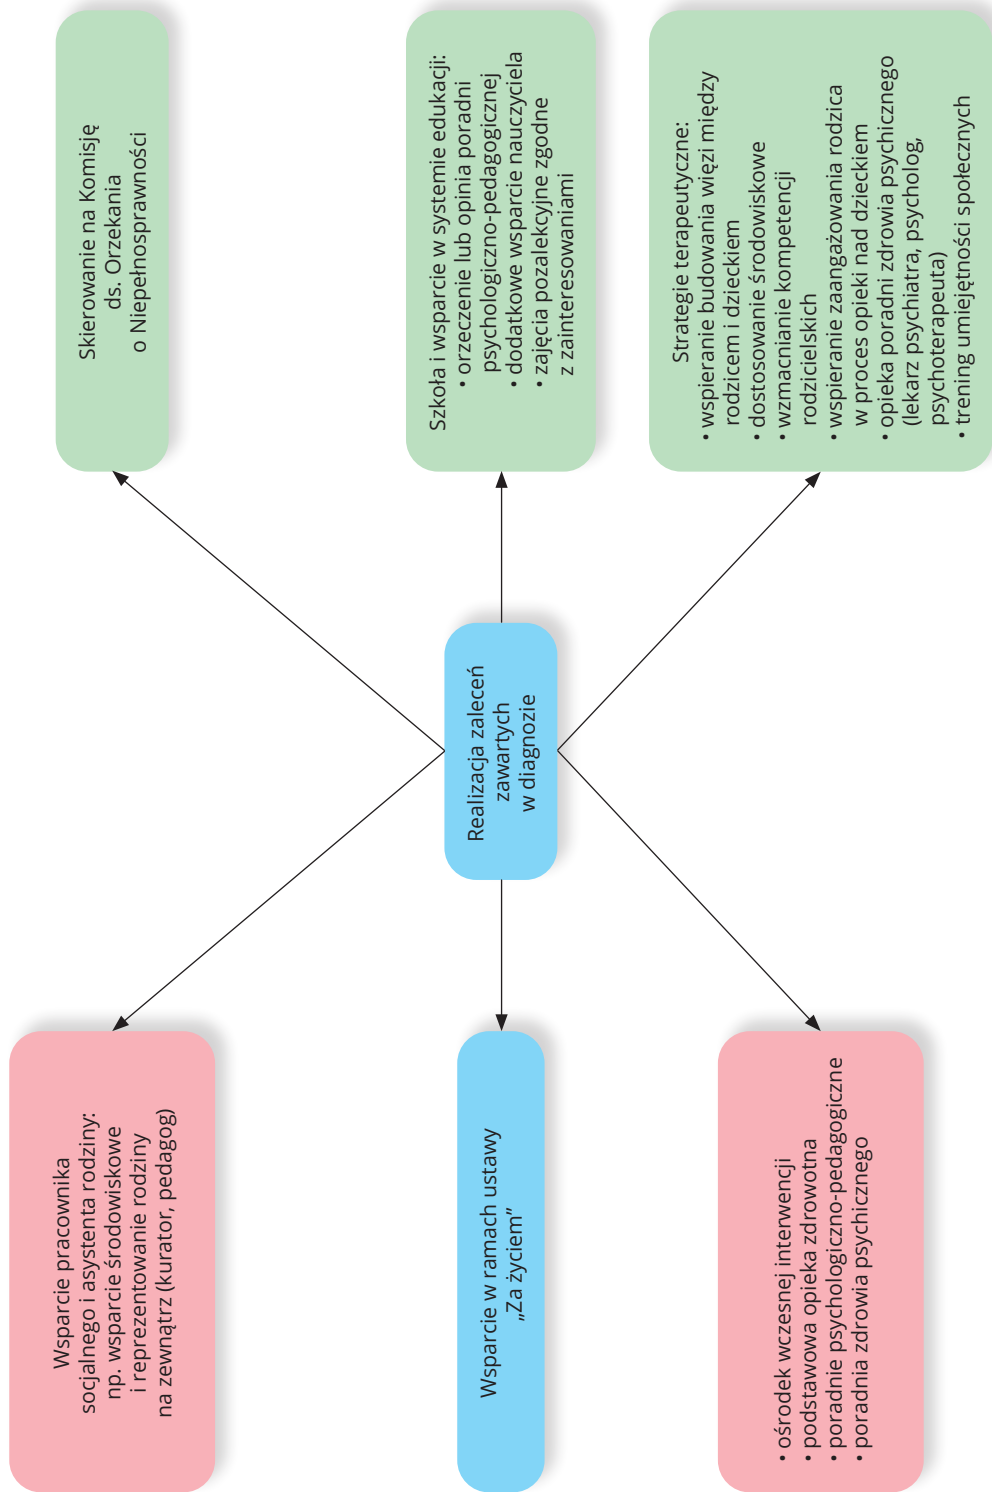 Wsparcie pracownika
socjalnego i asystenta rodziny:
np. wsparcie środowiskowe
i reprezentowanie rodziny
na zewnątrz (kurator, pedagog)
Skierowanie na Komisję
ds. Orzekania
o Niepełnosprawności
Wsparcie w ramach ustawy
„Za życiem”
Realizacja zaleceń
zawartych
w diagnozie
Szkoła i wsparcie w systemie edukacji:
• orzeczenie lub opinia poradni
psychologiczno-pedagogicznej
• dodatkowe wsparcie nauczyciela
• zajęcia pozalekcyjne zgodne
z zainteresowaniami
• ośrodek wczesnej interwencji
• podstawowa opieka zdrowotna
• poradnie psychologiczno-pedagogiczne
• poradnia zdrowia psychicznego
Strategie terapeutyczne:
• wspieranie budowania więzi między
rodzicem i dzieckiem
• dostosowanie środowiskowe
• wzmacnianie kompetencji
rodzicielskich
• wspieranie zaangażowania rodzica
w proces opieki nad dzieckiem
• opieka poradni zdrowia psychicznego
(lekarz psychiatra, psycholog,
psychoterapeuta)
• trening umiejętności społecznych